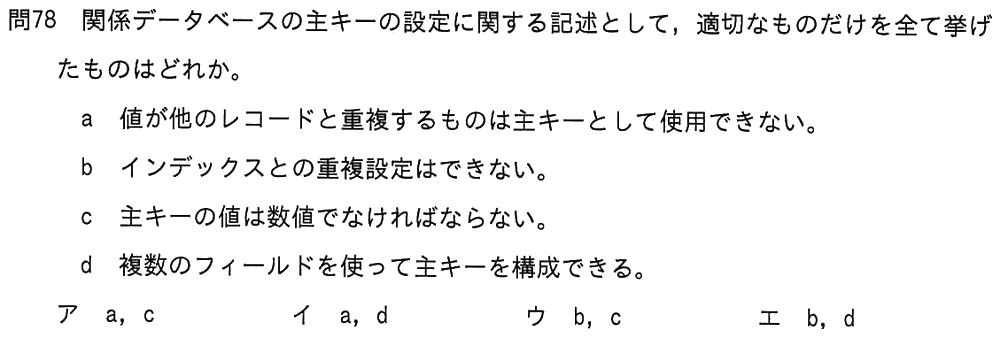 問78 関係データベースの主キーの設定に関する記述として，適切なものだけを全て挙げ
たものはどれか。
a 値が他のレコードと重複するものは主キーとして使用できない。
b インデックスとの重複設定はできない。
c 主キーの値は数値でなければならない。
d 複数のフィールドを使って主キーを構成できる。
ア a，c イ a，d ウ b，c エ b，d